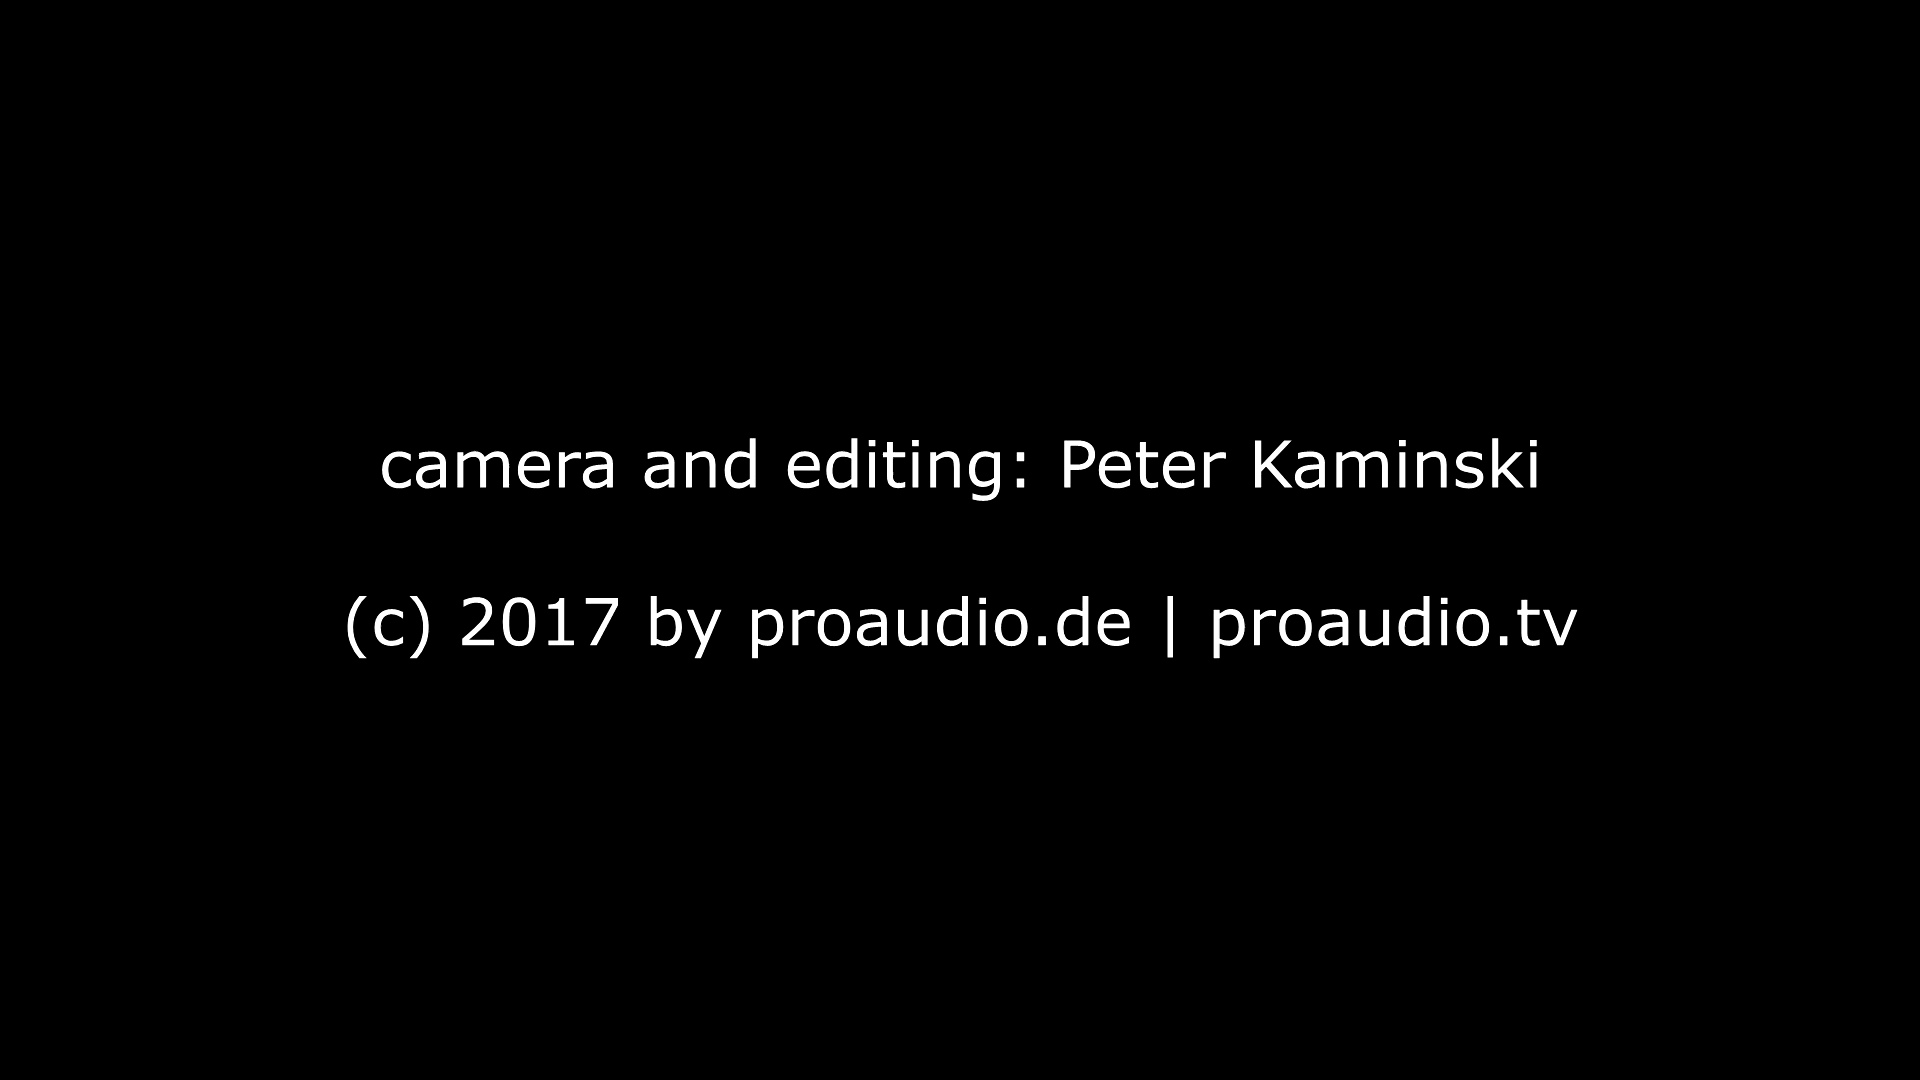 camera and editing: Peter Kaminski
(c) 2017 by proaudio.de | proaudio.tv